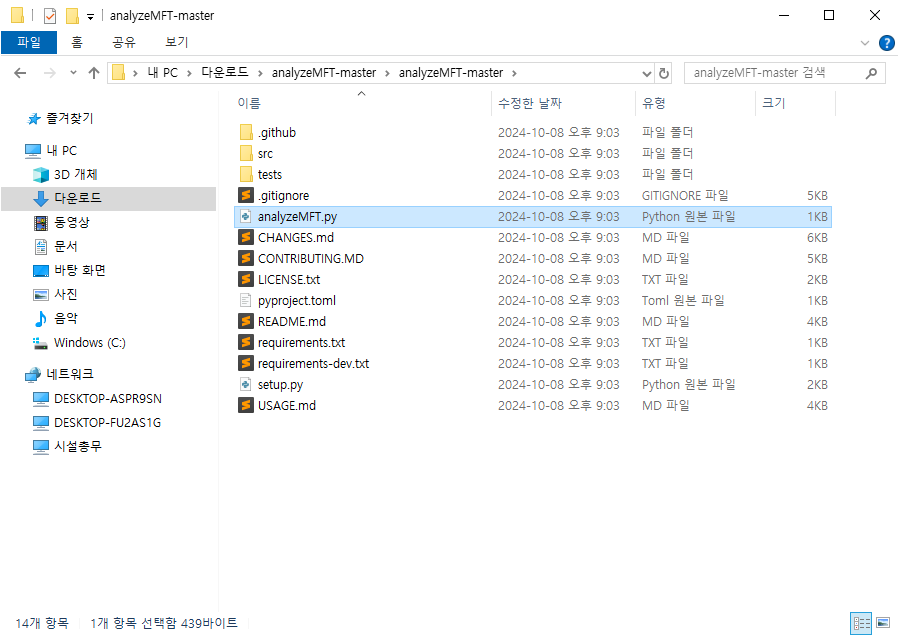 analyzeMFT-master
파일 홈 공유 보기
내 PC 다운로드 analyzeMFT-master analyzeMFT-master
analyzeMFT-master 검색
즐겨찾기
내 PC
3D 개체
다운로드
동영상
문서
바탕 화면
사진
음악
Windows (C:)
네트워크
DESKTOP-ASPR9SN
DESKTOP-FU2AS1G
시설총무
이름 수정한 날짜 유형 크기
.github 2024-10-08 오후 9:03 파일 폴더
src 2024-10-08 오후 9:03 파일 폴더
tests 2024-10-08 오후 9:03 파일 폴더
.gitignore 2024-10-08 오후 9:03 GITIGNORE 파일 5KB
analyzeMFT.py 2024-10-08 오후 9:03 Python 원본 파일 1KB
CHANGES.md 2024-10-08 오후 9:03 MD 파일 6KB
CONTRIBUTING.MD 2024-10-08 오후 9:03 MD 파일 5KB
LICENSE.txt 2024-10-08 오후 9:03 TXT 파일 2KB
pyproject.toml 2024-10-08 오후 9:03 Toml 원본 파일 1KB
README.md 2024-10-08 오후 9:03 MD 파일 4KB
requirements.txt 2024-10-08 오후 9:03 TXT 파일 1KB
requirements-dev.txt 2024-10-08 오후 9:03 TXT 파일 1KB
setup.py 2024-10-08 오후 9:03 Python 원본 파일 2KB
USAGE.md 2024-10-08 오후 9:03 MD 파일 4KB
14개 항목 1개 항목 선택함 439바이트